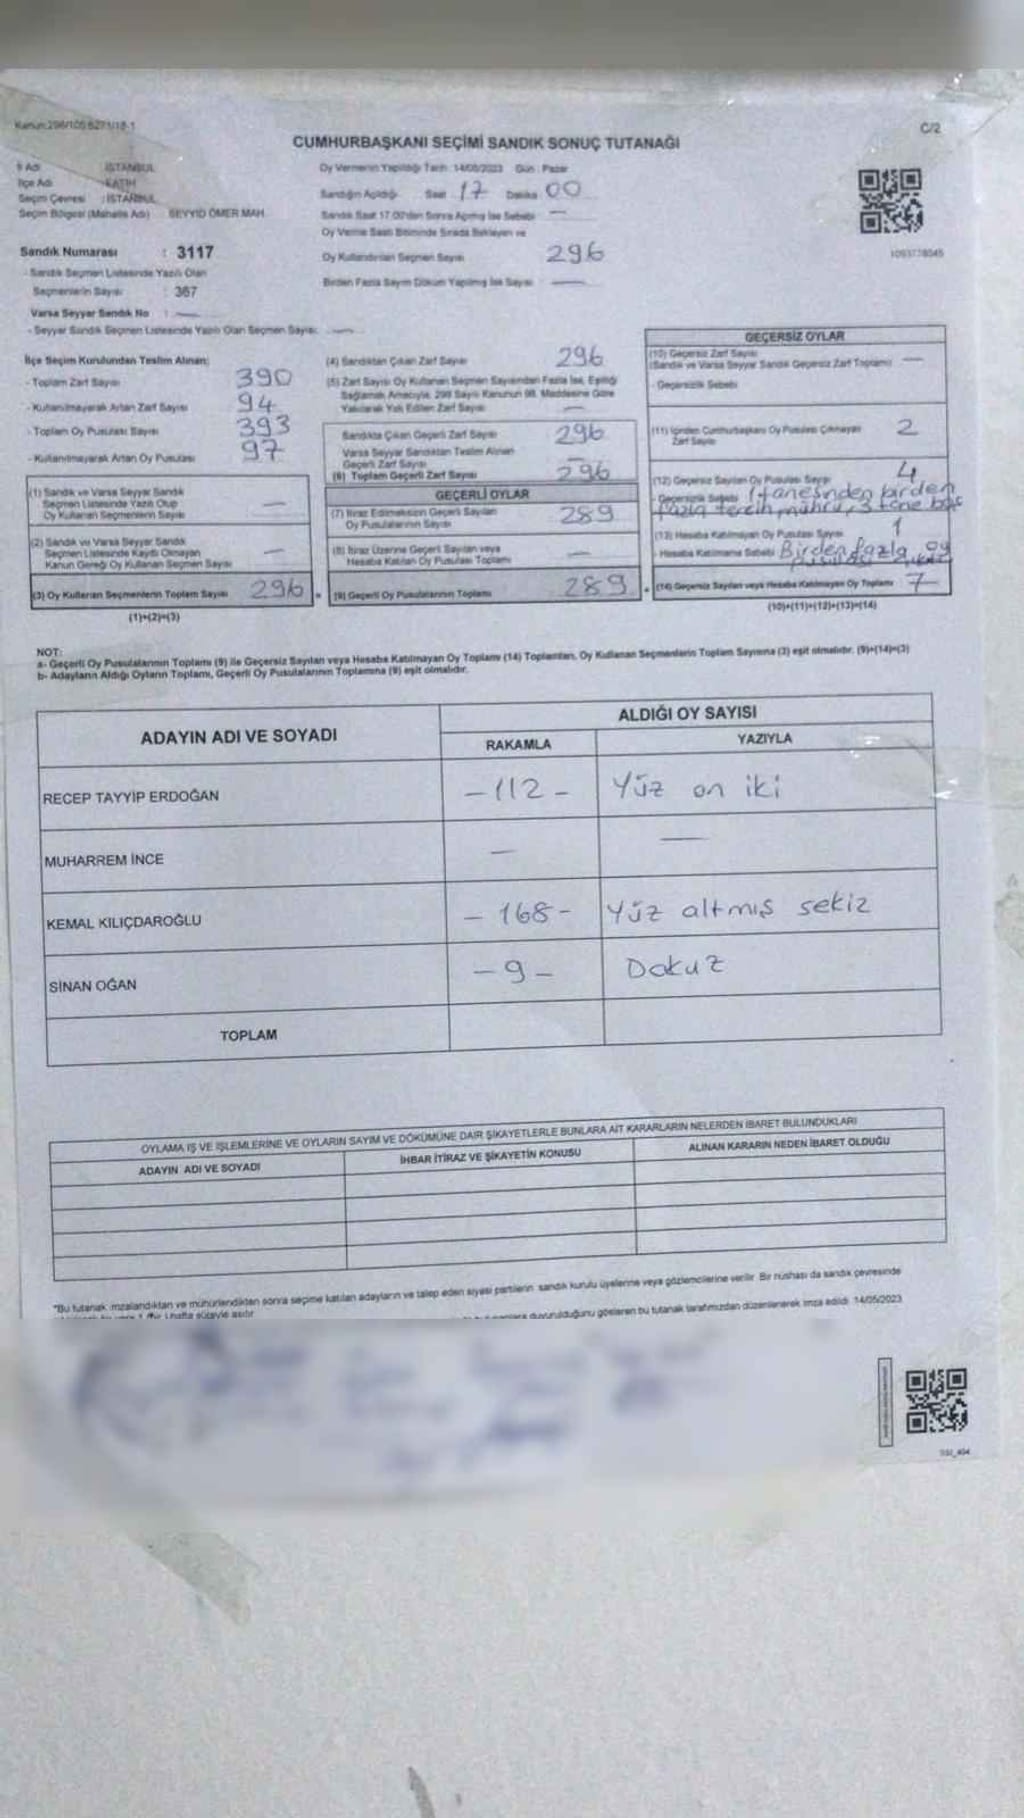 Kanun:298/105 6271/18-1
C/2
CUMHURBAŞKANI SEÇİMİ SANDIK SONUÇ TUTANAĞI
İl Adı : İSTANBUL
İlçe Adı : FATİH
Seçim Çevresi : İSTANBUL
Seçim Bölgesi (Mahalle Adı) : SEYYİD ÖMER MAH.
Oy Vermenin Yapıldığı Tarih : 14/05/2023 Gün : Pazar
Sandığın Açıldığı Saat 17 Dakika 00
Sandık Saat 17.00'den Sonra Açılmış İse Sebebi —
Oy Verme Saati Bitiminde Sırada Bekleyen ve
Oy Kullandırılan Seçmen Sayısı 296
Birden Fazla Sayım Döküm Yapılmış İse Sayısı —
Sandık Numarası : 3117
- Sandık Seçmen Listesinde Yazılı Olan
Seçmenlerin Sayısı : 367
Varsa Seyyar Sandık No : —
- Seyyar Sandık Seçmen Listesinde Yazılı Olan Seçmen Sayısı: —
İlçe Seçim Kurulundan Teslim Alınan:
- Toplam Zarf Sayısı 390
- Kullanılmayarak Artan Zarf Sayısı 94
- Toplam Oy Pusulası Sayısı 393
- Kullanılmayarak Artan Oy Pusulası 97
(1) Sandık ve Varsa Seyyar Sandık
Seçmen Listesinde Yazılı Olup
Oy Kullanan Seçmenlerin Sayısı —
(2) Sandık ve Varsa Seyyar Sandık
Seçmen Listesinde Kayıtlı Olmayan
Kanun Gereği Oy Kullanan Seçmen Sayısı —
(3) Oy Kullanan Seçmenlerin Toplam Sayısı 296
(1)+(2)=(3)
(4) Sandıktan Çıkan Zarf Sayısı 296
(5) Zarf Sayısı Oy Kullanan Seçmen Sayısından Fazla İse, Eşitliği
Sağlamak Amacıyla, 298 Sayılı Kanunun 98. Maddesine Göre
Yakılarak Yok Edilen Zarf Sayısı —
Sandıkta Çıkan Geçerli Zarf Sayısı 296
Varsa Seyyar Sandıktan Teslim Alınan
Geçerli Zarf Sayısı —
(6) Toplam Geçerli Zarf Sayısı 296
GEÇERLİ OYLAR
(7) İtiraz Edilmeksizin Geçerli Sayılan
Oy Pusulalarının Sayısı 289
(8) İtiraz Üzerine Geçerli Sayılan veya
Hesaba Katılan Oy Pusulası Toplamı —
(9) Geçerli Oy Pusulalarının Toplamı 289
GEÇERSİZ OYLAR
(10) Geçersiz Zarf Sayısı
(Sandık ve Varsa Seyyar Sandık Geçersiz Zarf Toplamı) —
- Geçersizlik Sebebi
(11) İçinden Cumhurbaşkanı Oy Pusulası Çıkmayan
Zarf Sayısı 2
(12) Geçersiz Sayılan Oy Pusulası Sayısı 4
- Geçersizlik Sebebi 1 tanesinden birden
fazla tercih mührü, 3 tane boş
(13) Hesaba Katılmayan Oy Pusulası Sayısı 1
- Hesaba Katılmama Sebebi Birden fazla oy
(14) Geçersiz Sayılan veya Hesaba Katılmayan Oy Toplamı 7
(10)+(11)+(12)+(13)=(14)
NOT:
a- Geçerli Oy Pusulalarının Toplamı (9) ile Geçersiz Sayılan veya Hesaba Katılmayan Oy Toplamı (14) Toplamları, Oy Kullanan Seçmenlerin Toplam Sayısına (3) eşit olmalıdır. (9)+(14)=(3)
b- Adayların Aldığı Oyların Toplamı, Geçerli Oy Pusulalarının Toplamına (9) eşit olmalıdır.
ADAYIN ADI VE SOYADI
ALDIĞI OY SAYISI
RAKAMLA YAZIYLA
RECEP TAYYİP ERDOĞAN -112- Yüz on iki
MUHARREM İNCE — —
KEMAL KILIÇDAROĞLU -168- Yüz altmış sekiz
SİNAN OĞAN -9- Dokuz
TOPLAM
OYLAMA İŞ VE İŞLEMLERİNE VE OYLARIN SAYIM VE DÖKÜMÜNE DAİR ŞİKAYETLERLE BUNLARA AİT KARARLARIN NELERDEN İBARET BULUNDUKLARI
ADAYIN ADI VE SOYADI İHBAR İTİRAZ VE ŞİKAYETİN KONUSU ALINAN KARARIN NEDEN İBARET OLDUĞU
"Bu tutanak imzalandıktan ve mühürlendikten sonra seçime katılan adayların ve talep eden siyasi partilerin sandık kurulu üyelerine veya gözlemcilerine verilir. Bir nüshası da sandık çevresinde
duyurulduğunu gösteren bu tutanak tarafımızdan düzenlenerek imza edildi. 14/05/2023